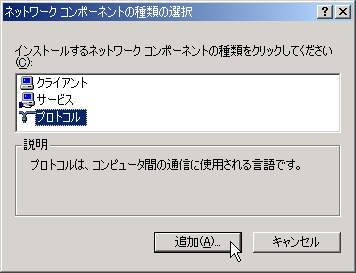 ネットワーク コンポーネントの種類の選択
インストールするネットワーク コンポーネントの種類をクリックしてください
(C):
クライアント
サービス
プロトコル
説明
プロトコルは、コンピュータ間の通信に使用される言語です。
追加(A)...
キャンセル